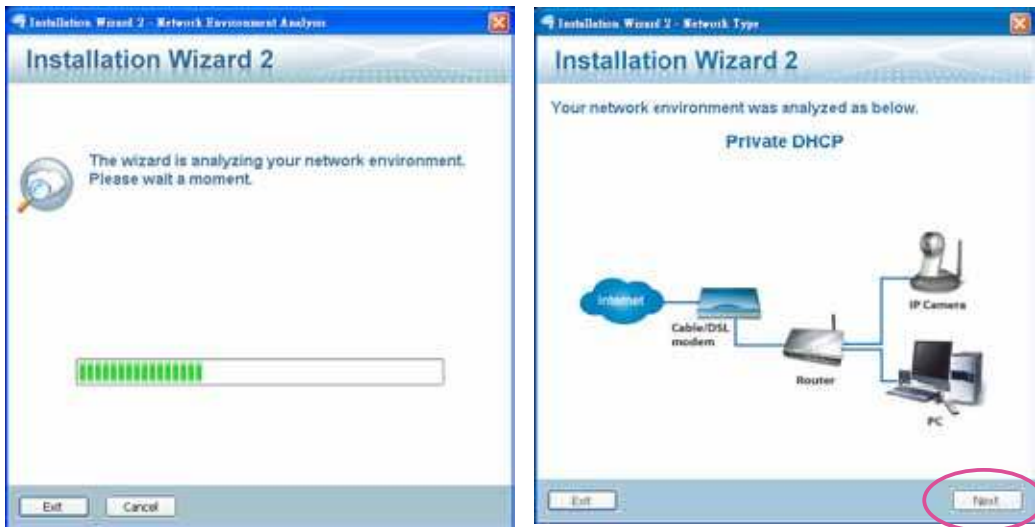 Installation Wizard 2 - Network Environment Analysis
Installation Wizard 2
The wizard is analyzing your network environment.
Please wait a moment.
Exit
Cancel
Installation Wizard 2 - Network Type
Installation Wizard 2
Your network environment was analyzed as below.
Private DHCP
Internet
Cable/DSL
modem
Router
IP Camera
PC
Exit
Next